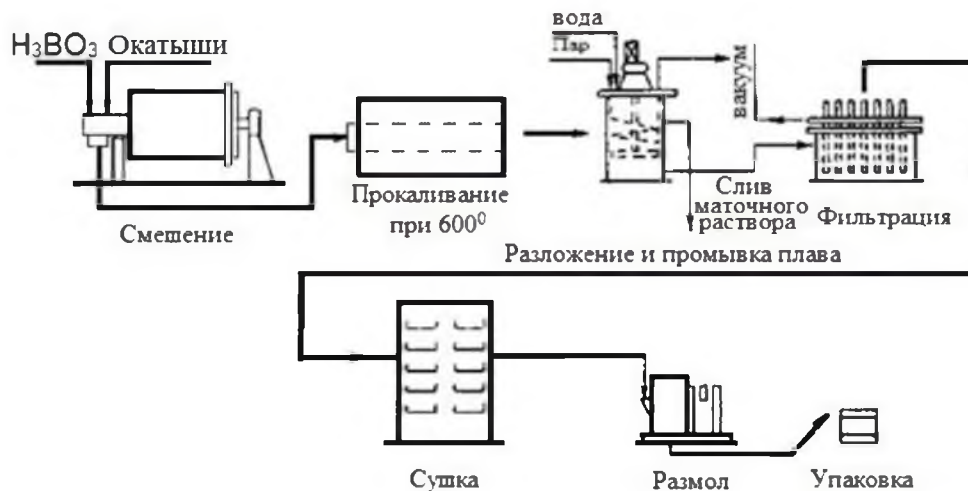 H₃BO₃ Окатыши
вода
Пар
вакуум
Смешение
Прокаливание
при 600⁰
Слив
маточного
раствора
Фильтрация
Разложение и промывка плава
Сушка
Размол
Упаковка